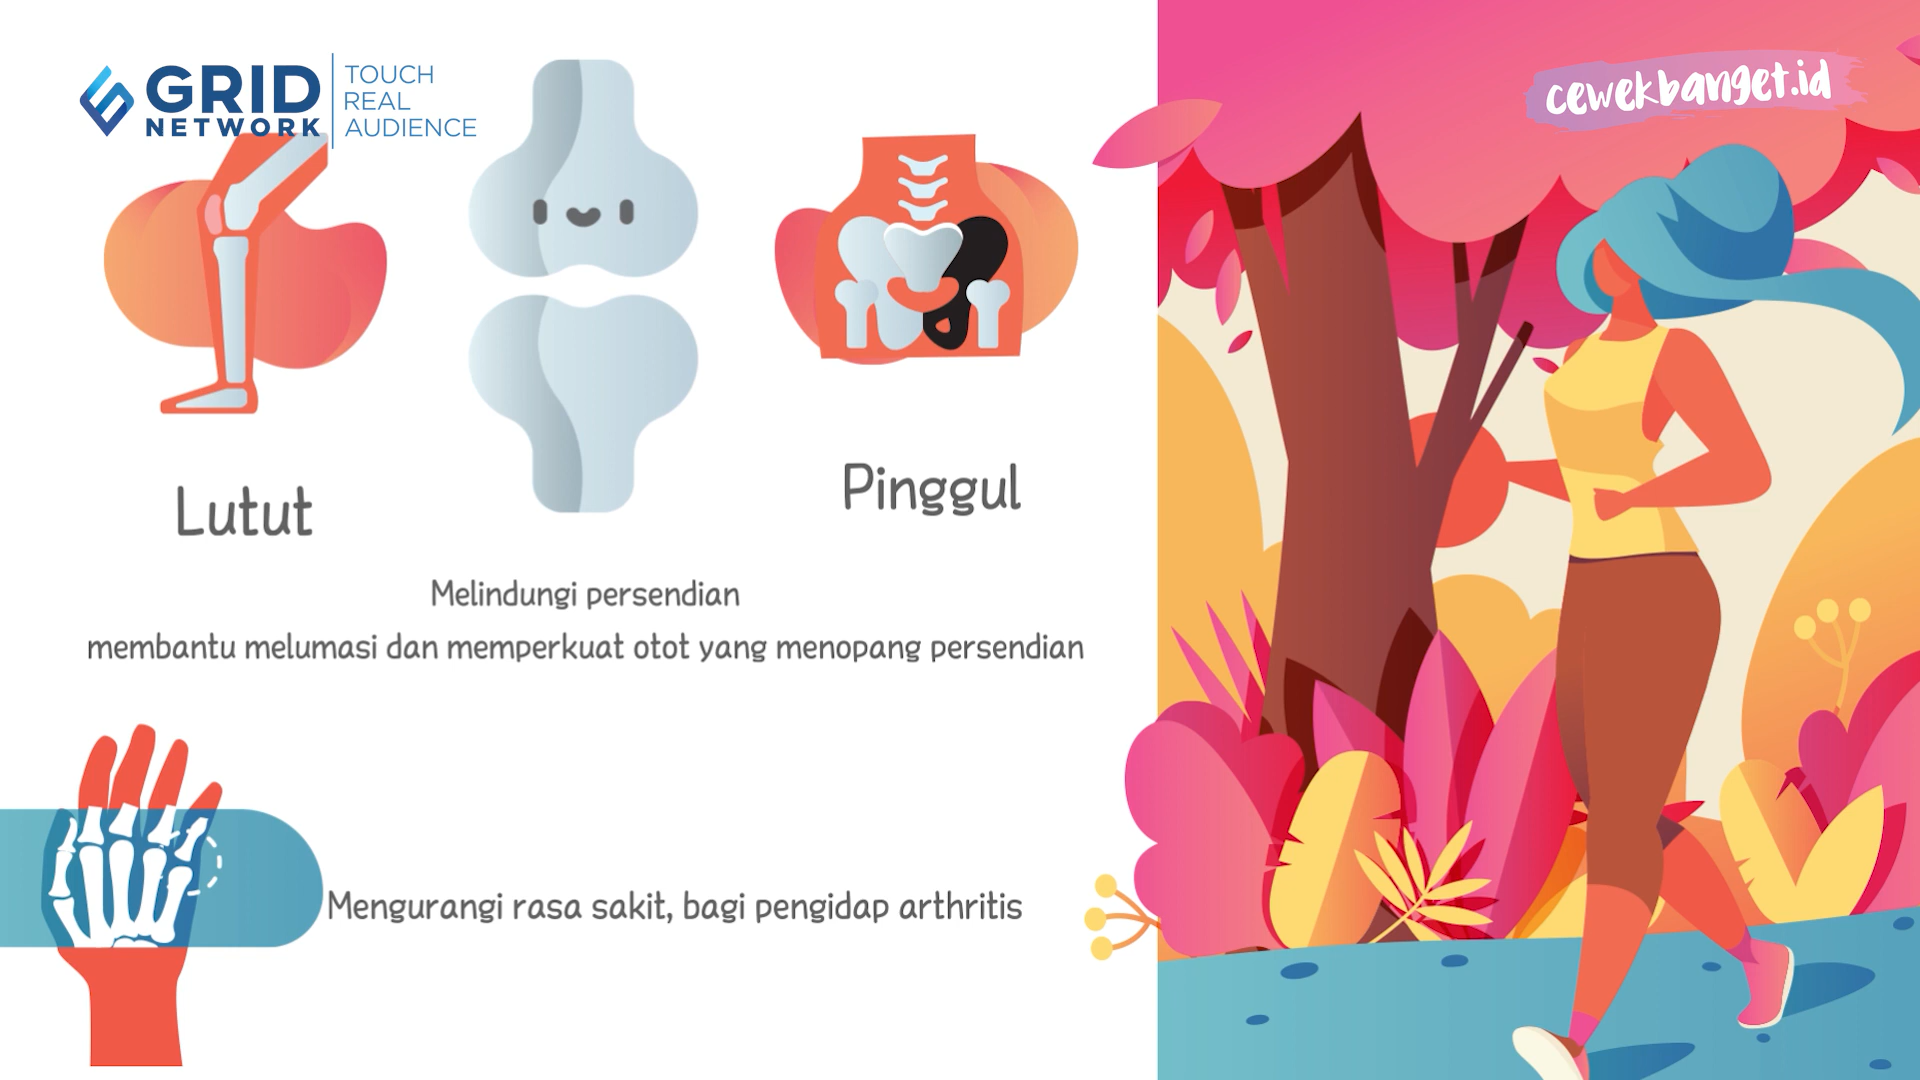 GRID
NETWORK
TOUCH
REAL
AUDIENCE
cewekbanget.id
Lutut
Pinggul
Melindungi persendian
membantu melumasi dan memperkuat otot yang menopang persendian
Mengurangi rasa sakit, bagi pengidap arthritis